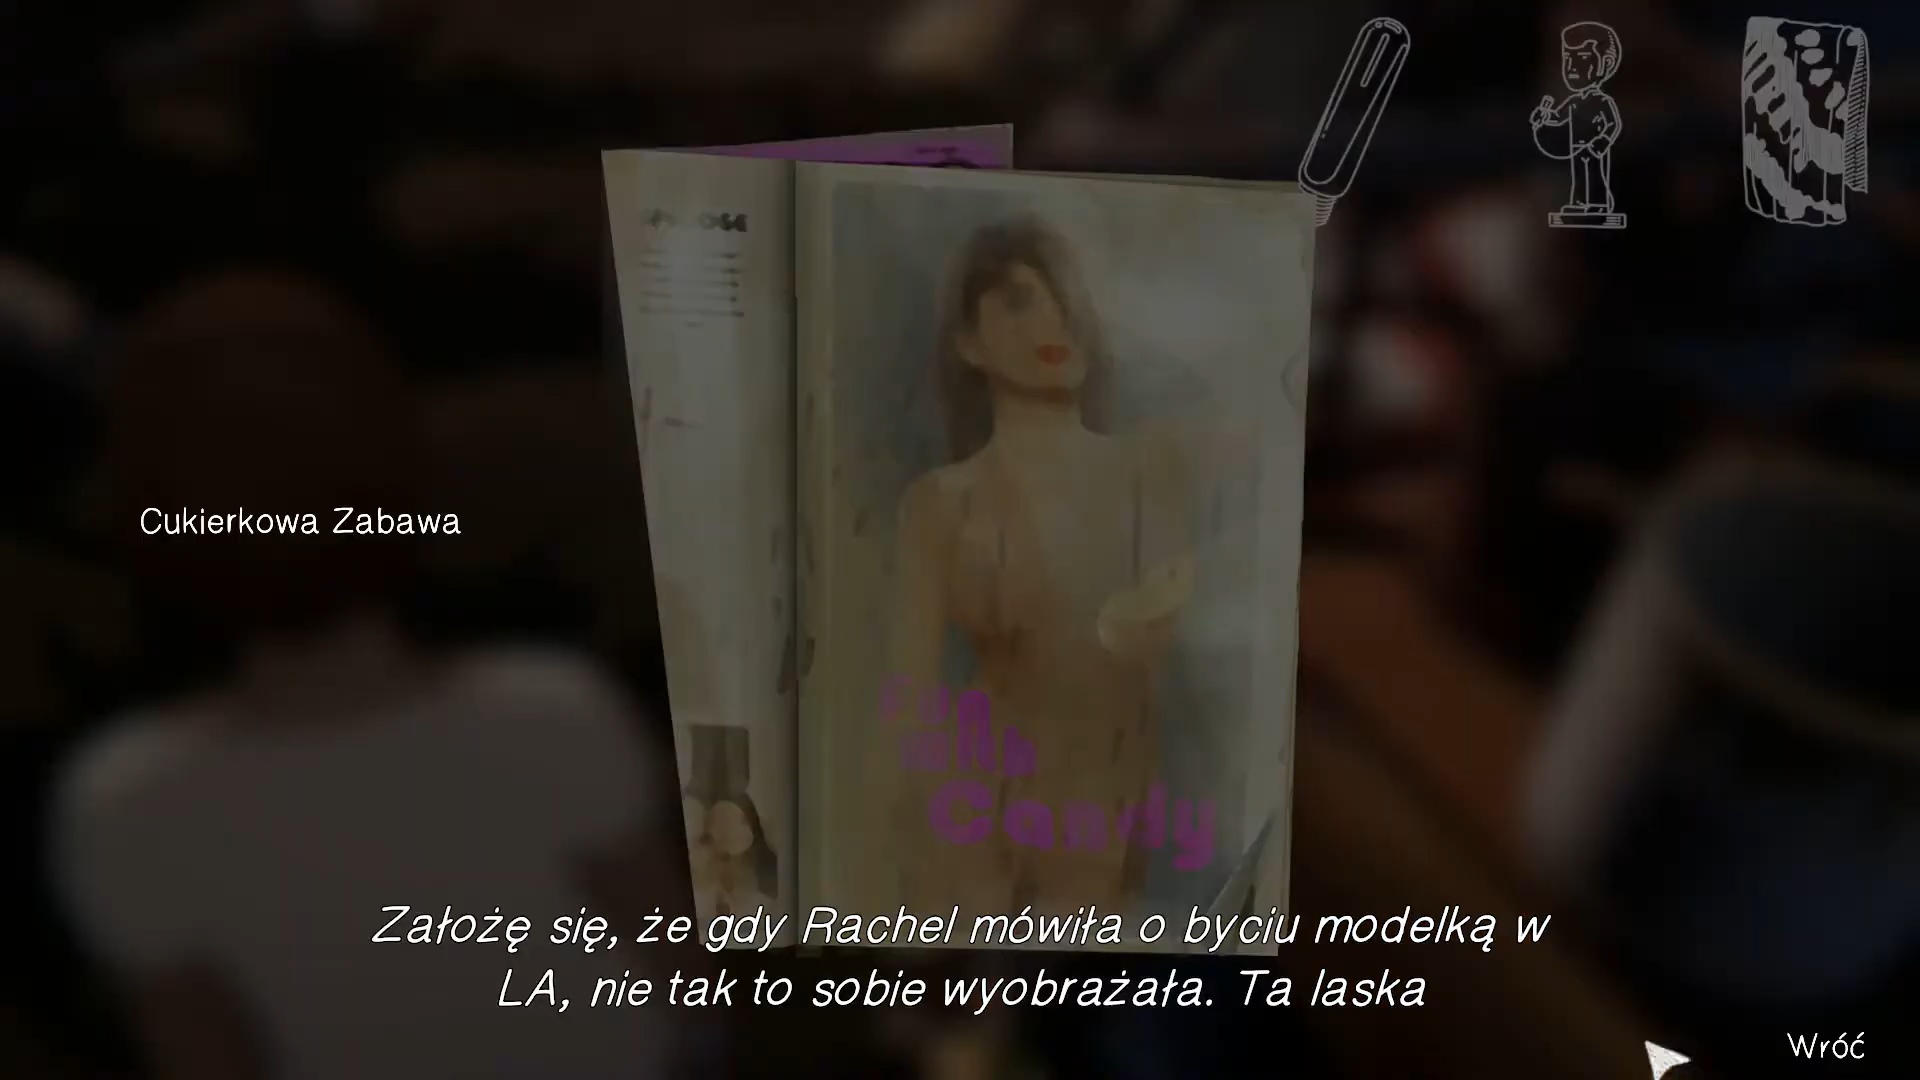 Fun
With
Candy
Cukierkowa Zabawa
Założę się, że gdy Rachel mówiła o byciu modelką w
LA, nie tak to sobie wyobrażała. Ta laska
Wróć